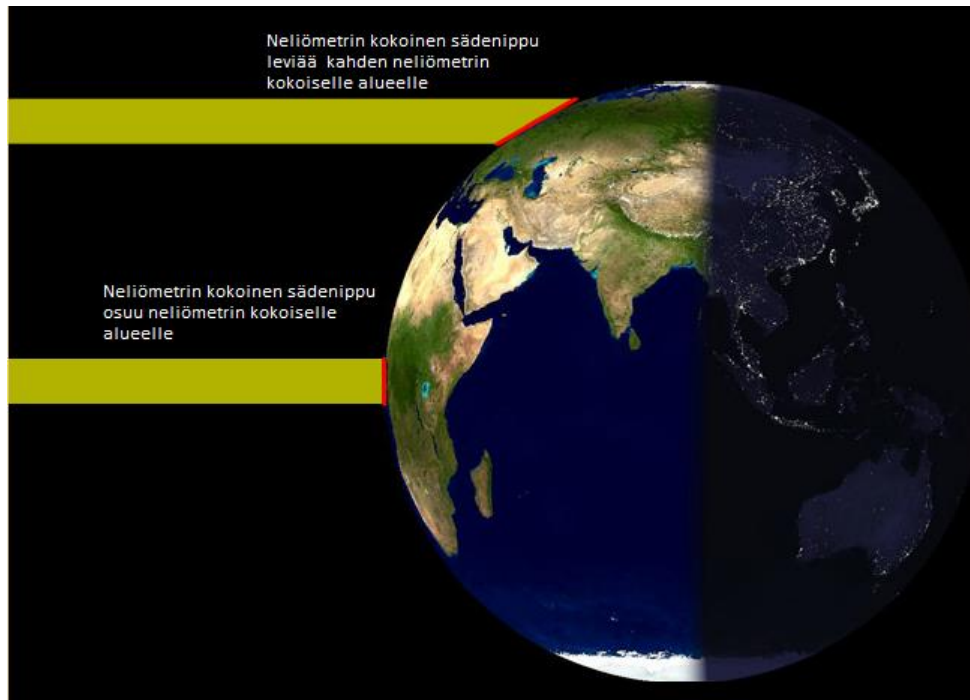 Neliömetrin kokoinen sädenippu
leviää kahden neliömetrin
kokoiselle alueelle
Neliömetrin kokoinen sädenippu
osuu neliömetrin kokoiselle
alueelle